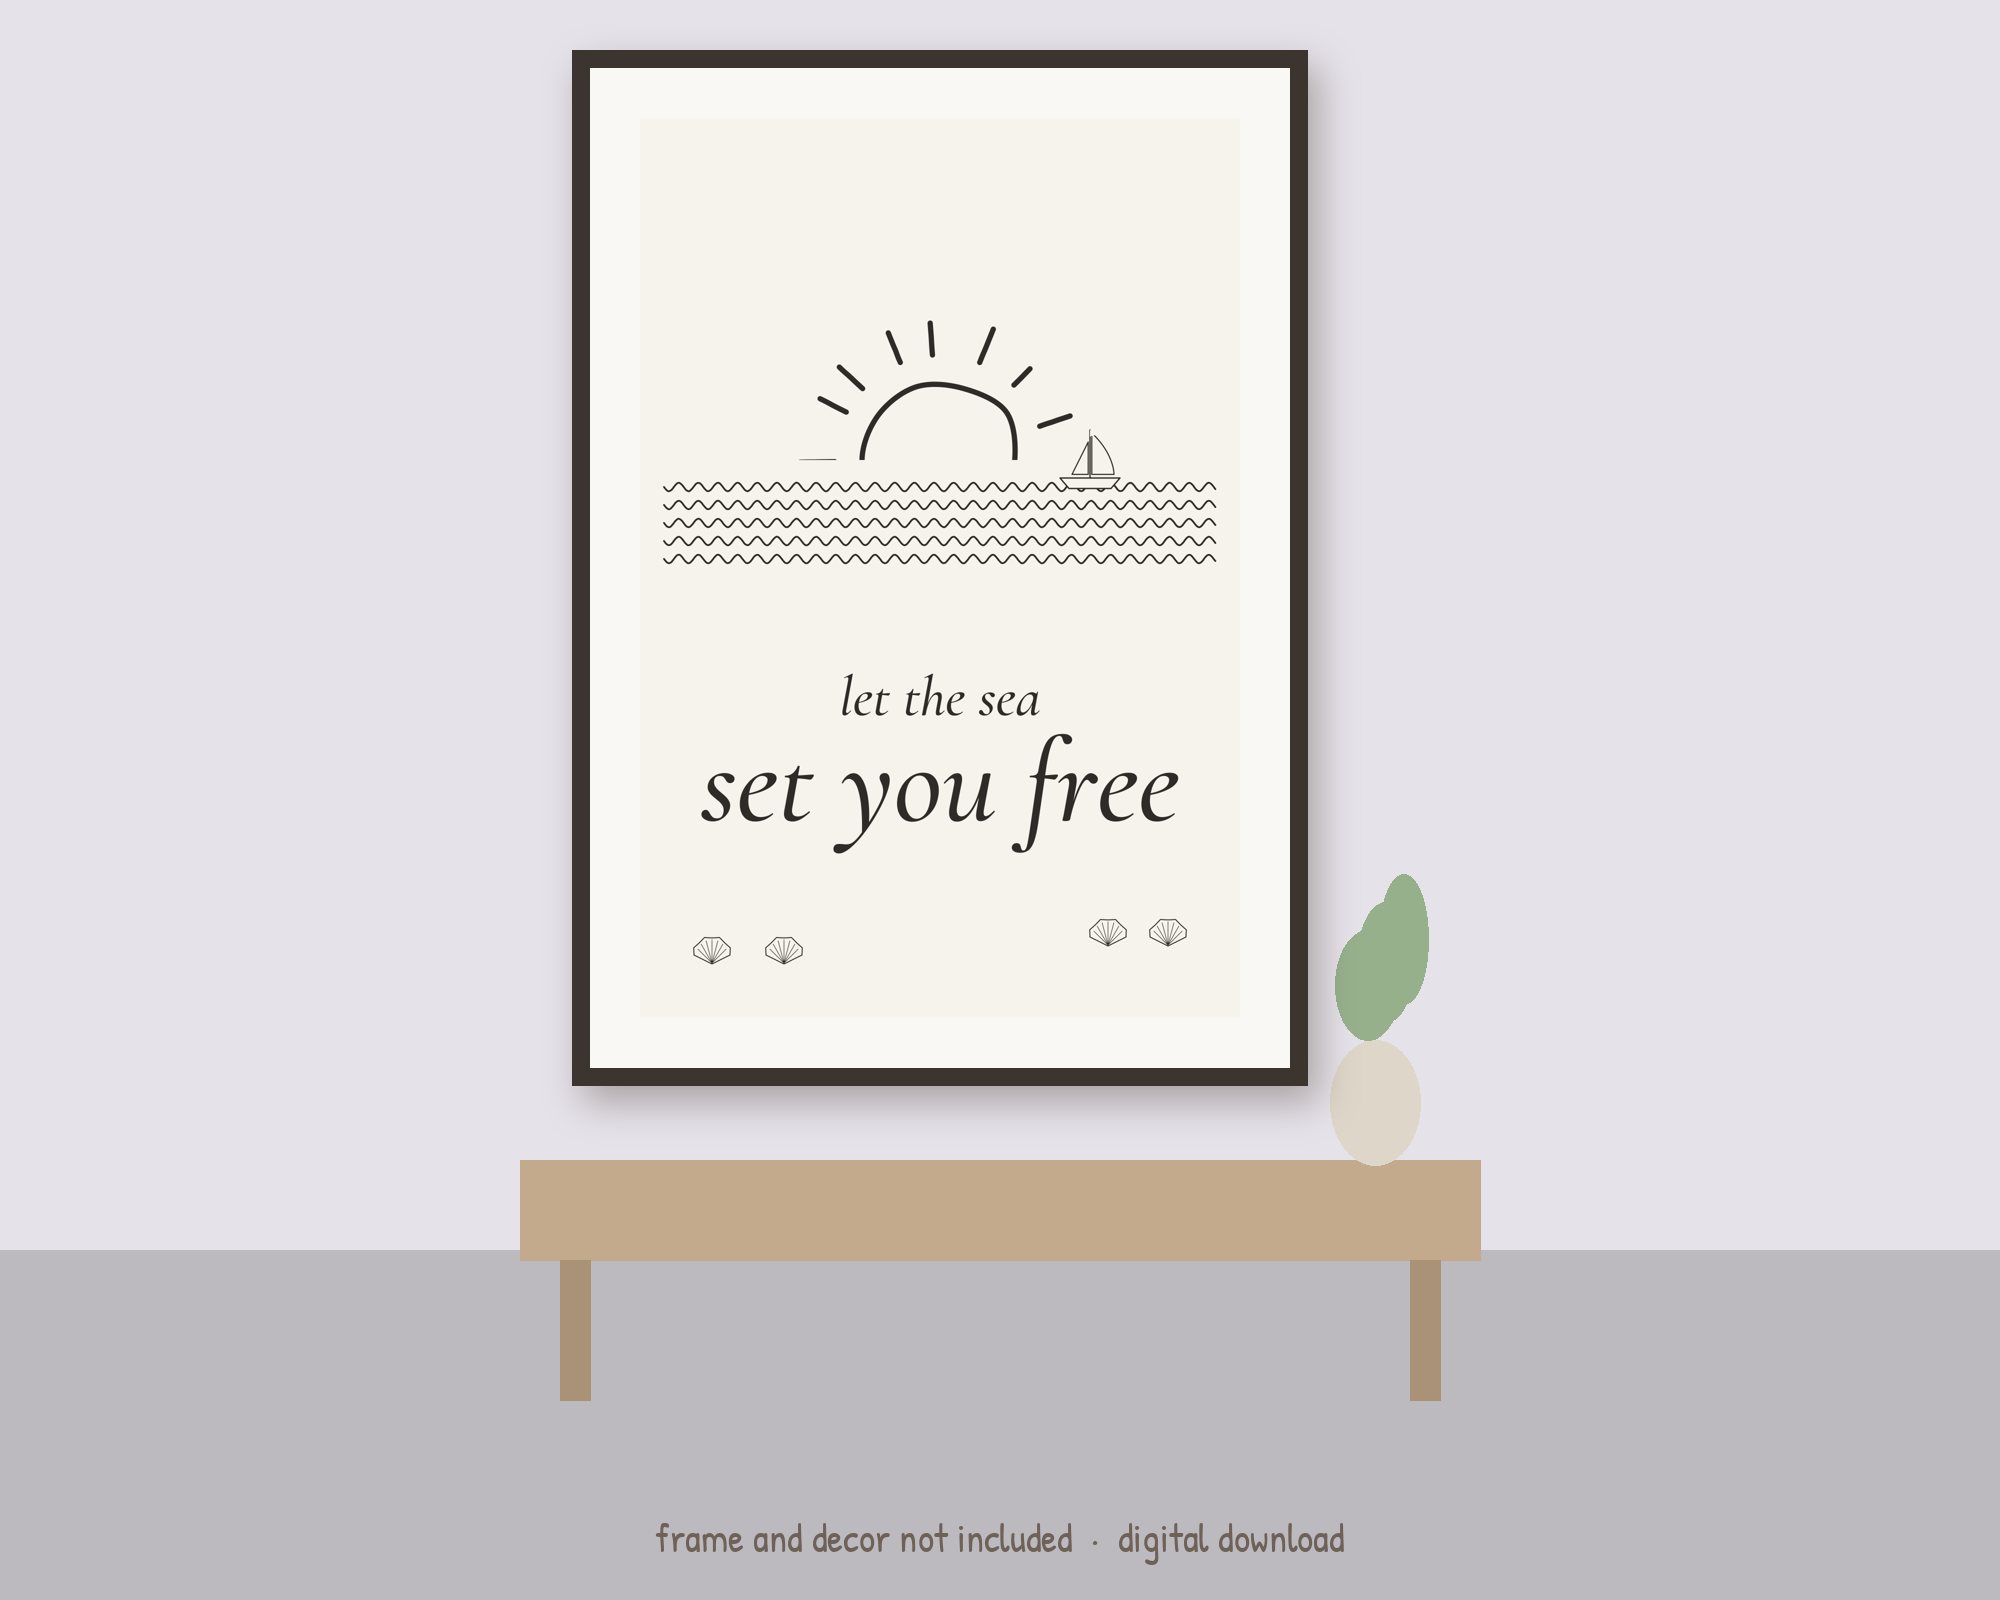 let the sea
set you free
frame and decor not included · digital download